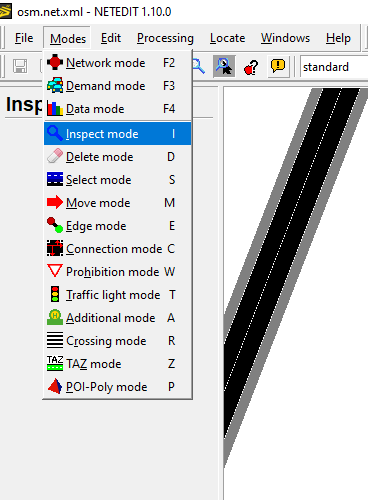 osm.net.xml - NETEDIT 1.10.0
File Modes Edit Processing Locate Windows Help
standard
Network mode F2
Demand mode F3
Data mode F4
Inspect mode I
Delete mode D
Select mode S
Move mode M
Edge mode E
Connection mode C
Prohibition mode W
Traffic light mode T
Additional mode A
Crossing mode R
TAZ TAZ mode Z
POI-Poly mode P
Insp